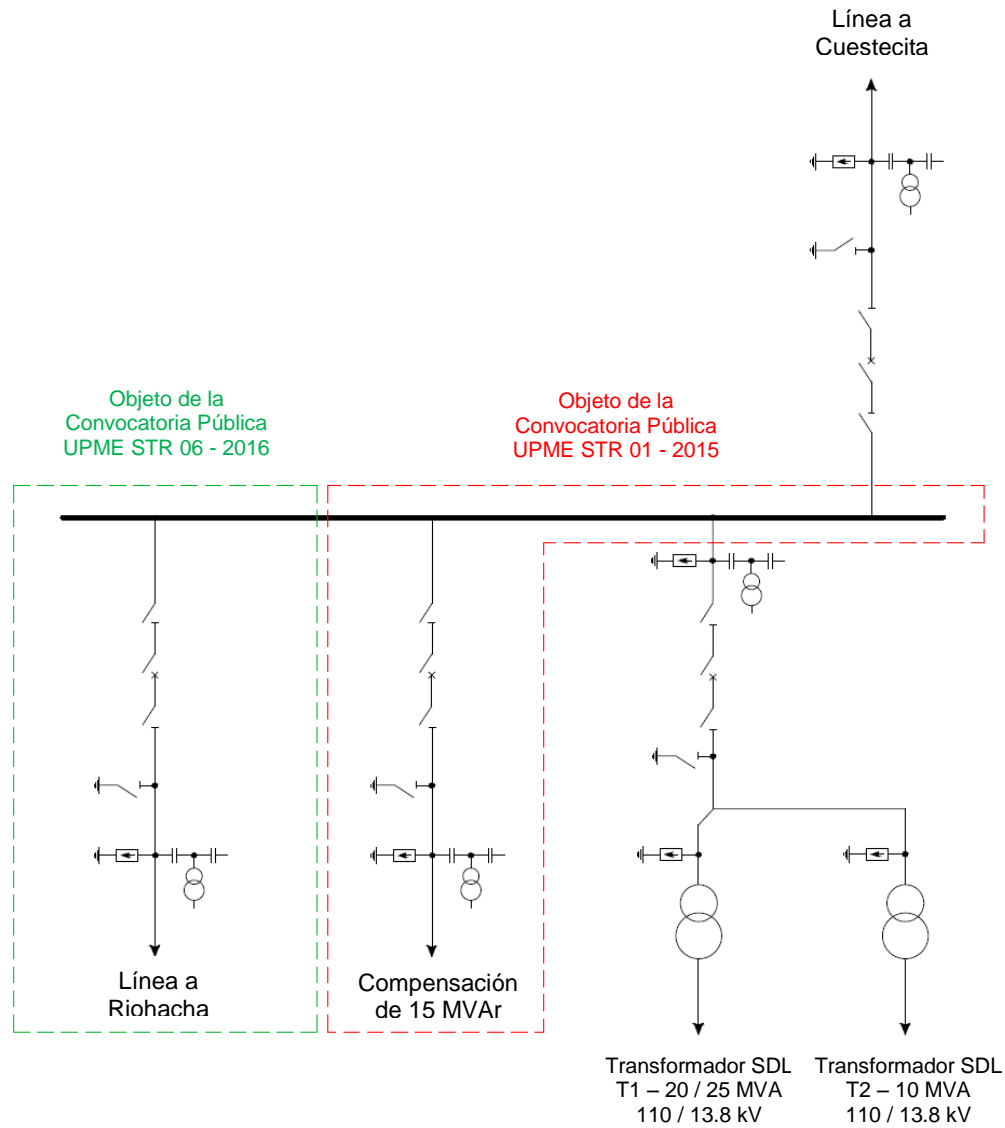 Línea a
Cuestecita
Objeto de la
Convocatoria Pública
UPME STR 06 - 2016
Objeto de la
Convocatoria Pública
UPME STR 01 - 2015
Línea a
Riohacha
Compensación
de 15 MVAr
Transformador SDL
T1 – 20 / 25 MVA
110 / 13.8 kV
Transformador SDL
T2 – 10 MVA
110 / 13.8 kV